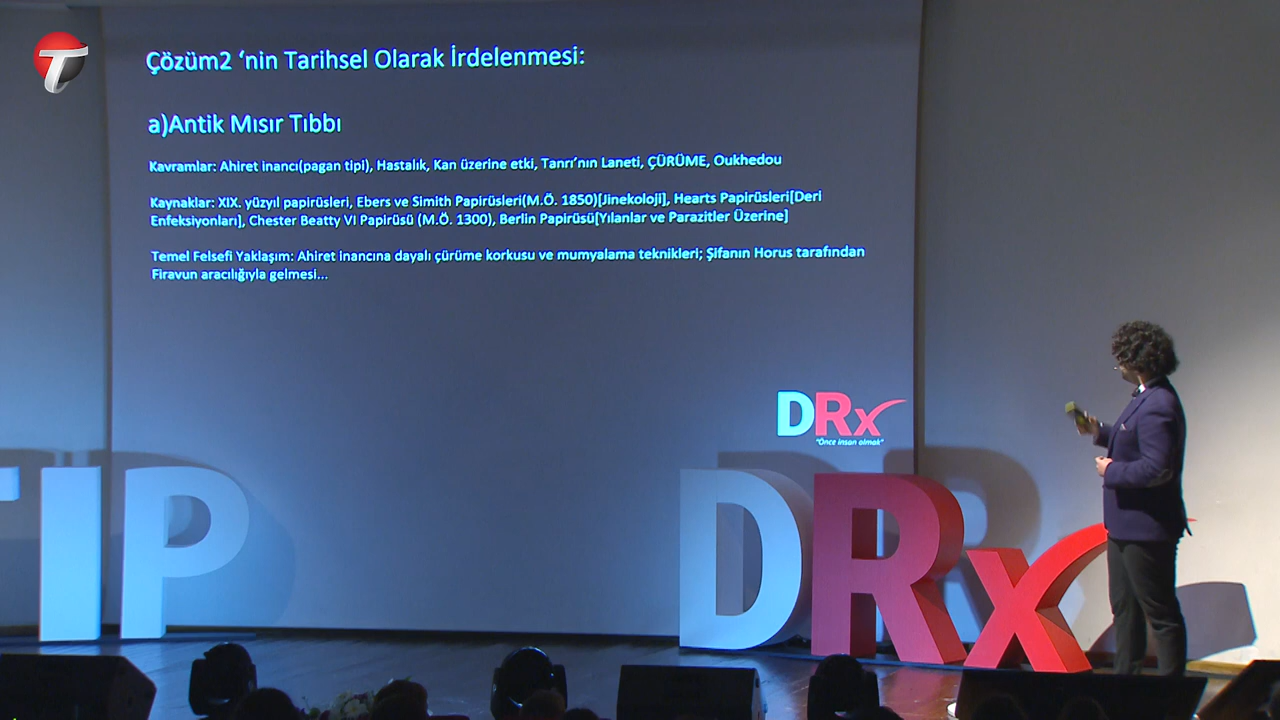 T
Çözüm2 ‘nin Tarihsel Olarak İrdelenmesi:
a)Antik Mısır Tıbbı
Kavramlar: Ahiret inancı(pagan tipi), Hastalık, Kan üzerine etki, Tanrı’nın Laneti, ÇÜRÜME, Oukhedou
Kaynaklar: XIX. yüzyıl papirüsleri, Ebers ve Simith Papirüsleri(M.Ö. 1850)[Jinekoloji], Hearts Papirüsleri[Deri
Enfeksiyonları], Chester Beatty VI Papirüsü (M.Ö. 1300), Berlin Papirüsü[Yılanlar ve Parazitler Üzerine]
Temel Felsefi Yaklaşım: Ahiret inancına dayalı çürüme korkusu ve mumyalama teknikleri; Şifanın Horus tarafından
Firavun aracılığıyla gelmesi...
DRx
“Önce insan olmak”
TIP
DRx